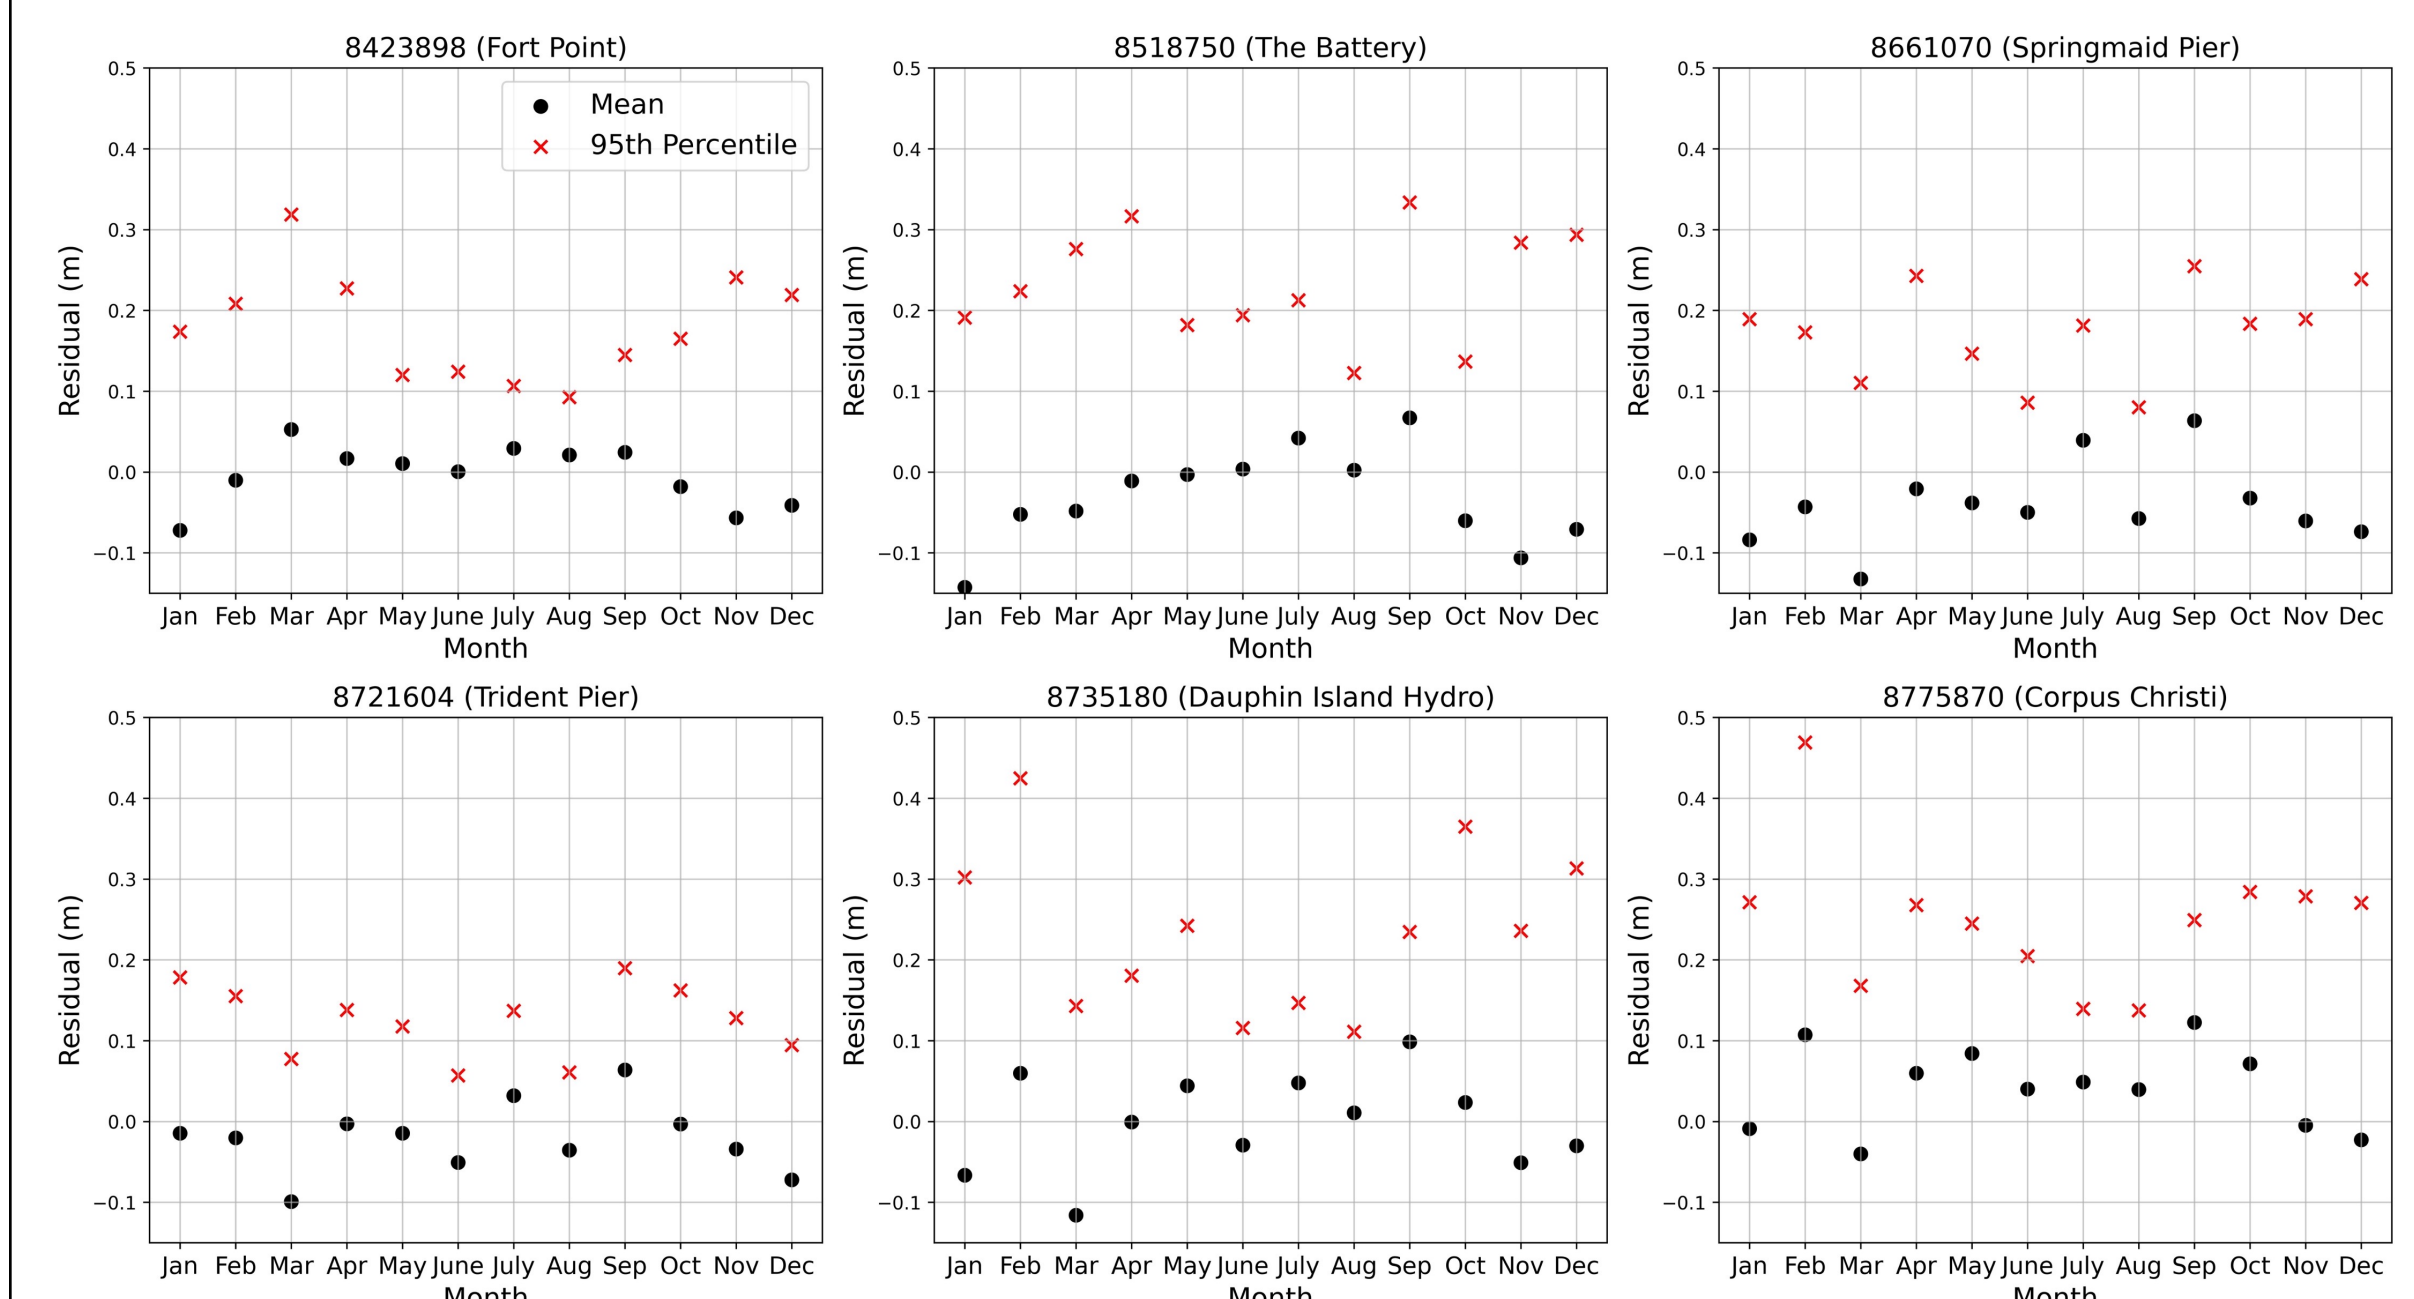 8423898 (Fort Point)
0.5
0.4
0.3
0.2
0.1
0.0
−0.1
Residual (m)
Mean
95th Percentile
Jan Feb Mar Apr May June July Aug Sep Oct Nov Dec
Month
8518750 (The Battery)
0.5
0.4
0.3
0.2
0.1
0.0
−0.1
Residual (m)
Jan Feb Mar Apr May June July Aug Sep Oct Nov Dec
Month
8661070 (Springmaid Pier)
0.5
0.4
0.3
0.2
0.1
0.0
−0.1
Residual (m)
Jan Feb Mar Apr May June July Aug Sep Oct Nov Dec
Month
8721604 (Trident Pier)
0.5
0.4
0.3
0.2
0.1
0.0
−0.1
Residual (m)
Jan Feb Mar Apr May June July Aug Sep Oct Nov Dec
Month
8735180 (Dauphin Island Hydro)
0.5
0.4
0.3
0.2
0.1
0.0
−0.1
Residual (m)
Jan Feb Mar Apr May June July Aug Sep Oct Nov Dec
Month
8775870 (Corpus Christi)
0.5
0.4
0.3
0.2
0.1
0.0
−0.1
Residual (m)
Jan Feb Mar Apr May June July Aug Sep Oct Nov Dec
Month